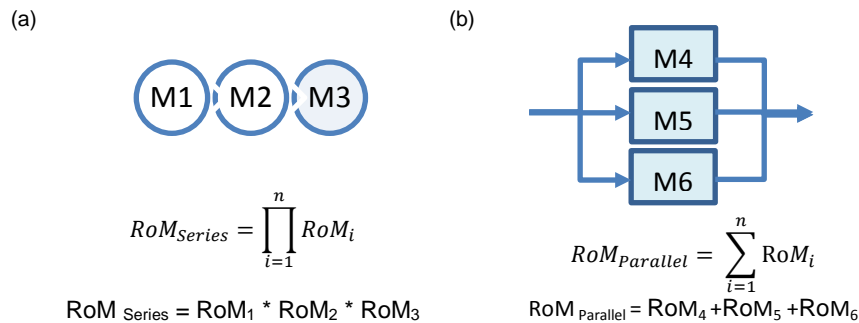 (a)
M1 M2 M3
n
RoM_Series = ∏ RoM_i
i=1
RoM Series = RoM1 * RoM2 * RoM3
(b)
M4
M5
M6
n
RoM_Parallel = ∑ RoM_i
i=1
RoM Parallel = RoM4 +RoM5 +RoM6